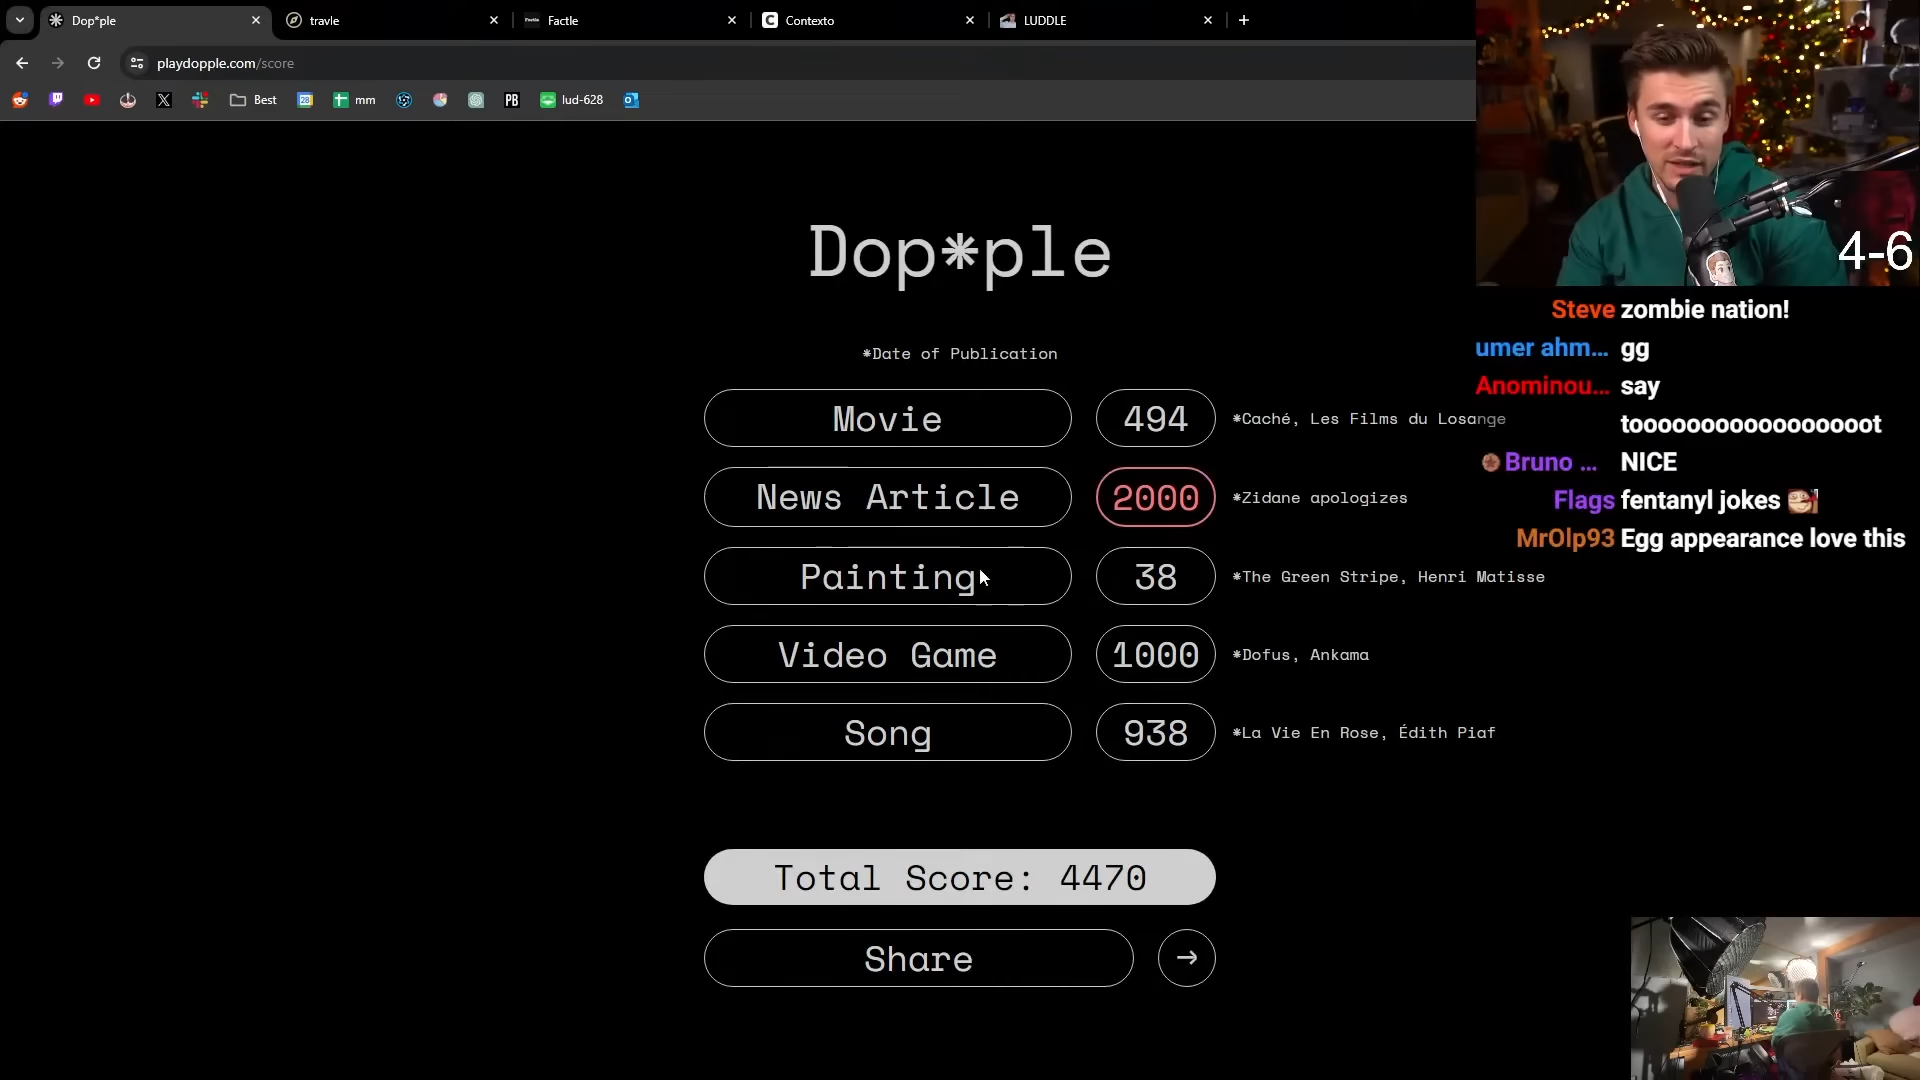 Dop*ple
travle
Factle
Factle
Contexto
LUDDLE
playdopple.com/score
Best
28
mm
PB
lud-628
Dop*ple
*Date of Publication
Movie 494 *Caché, Les Films du Losange
News Article 2000 *Zidane apologizes
Painting 38 *The Green Stripe, Henri Matisse
Video Game 1000 *Dofus, Ankama
Song 938 *La Vie En Rose, Édith Piaf
Total Score: 4470
Share →
4-6
Steve zombie nation!
umer ahm… gg
Anominou… say
tooooooooooooooooot
Bruno … NICE
Flags fentanyl jokes
MrOlp93 Egg appearance love this